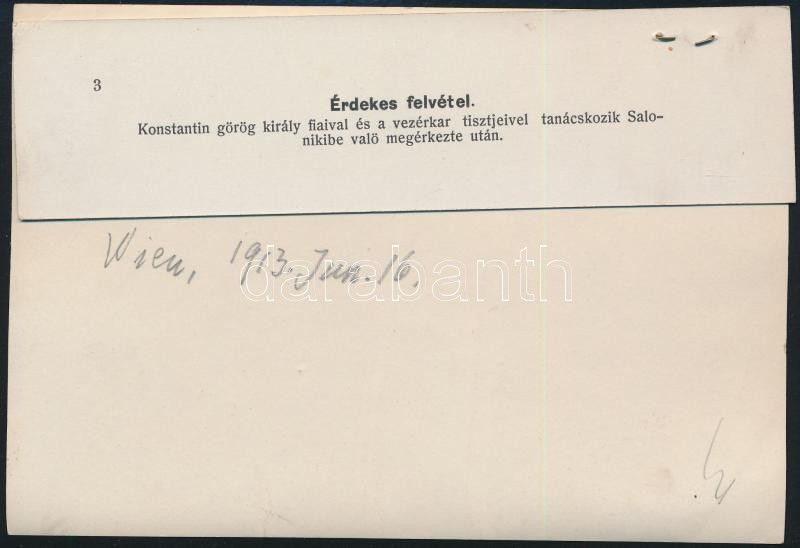 3
Érdekes felvétel.
Konstantin görög király fiaival és a vezérkar tisztjeivel tanácskozik Salo-
nikibe való megérkezte után.
Wien, 1913. Jun. 16.
darabanth